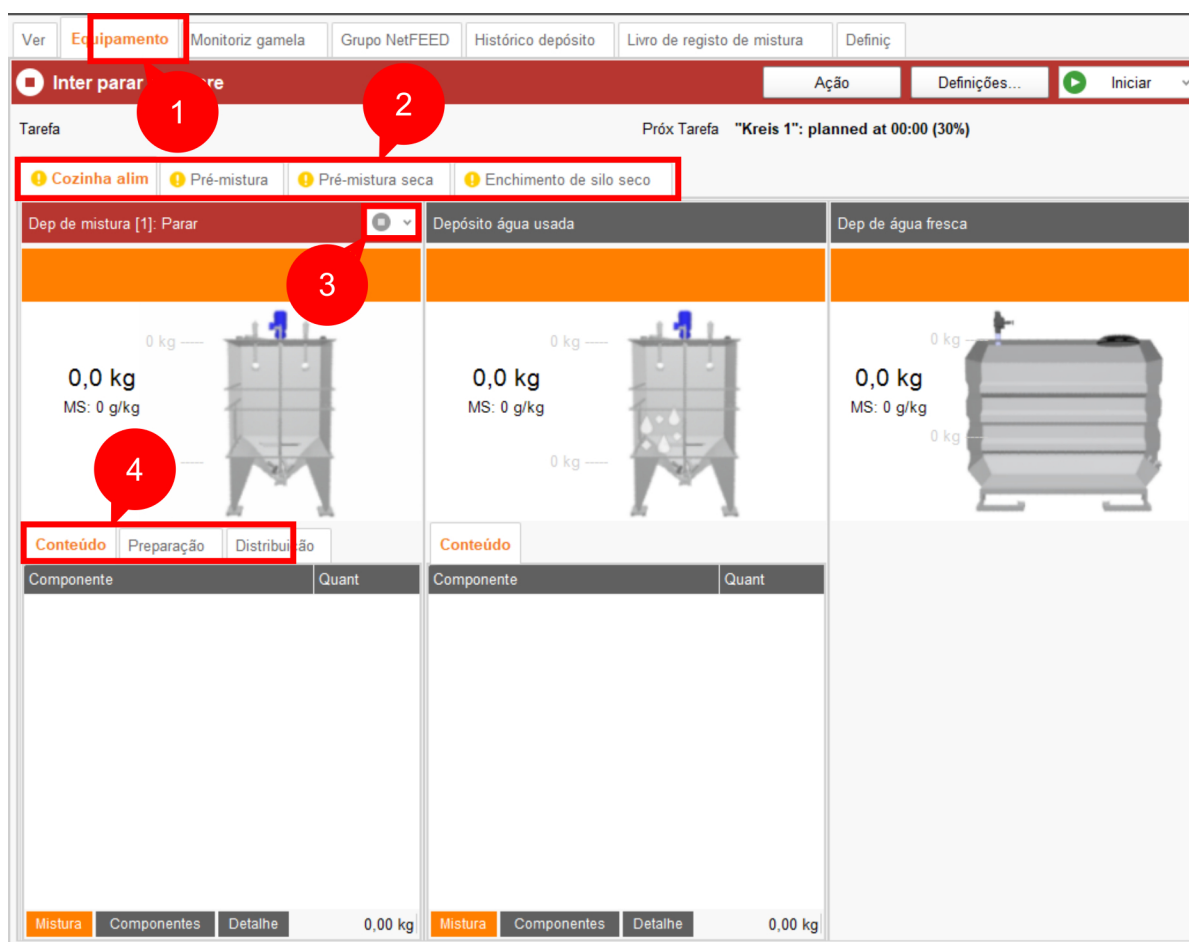 Ver Equipamento Monitoriz gamela Grupo NetFEED Histórico depósito Livro de registo de mistura Definiç
Inter parar re Ação Definições... Iniciar
1
2
Tarefa Próx Tarefa "Kreis 1": planned at 00:00 (30%)
Cozinha alim Pré-mistura Pré-mistura seca Enchimento de silo seco
Dep de mistura [1]: Parar Depósito água usada Dep de água fresca
3
0 kg 0 kg 0 kg
0,0 kg 0,0 kg 0,0 kg
MS: 0 g/kg MS: 0 g/kg MS: 0 g/kg
0 kg
4
0 kg
Conteúdo Preparação Distribuição Conteúdo
Componente Quant Componente Quant
Mistura Componentes Detalhe 0,00 kg Mistura Componentes Detalhe 0,00 kg